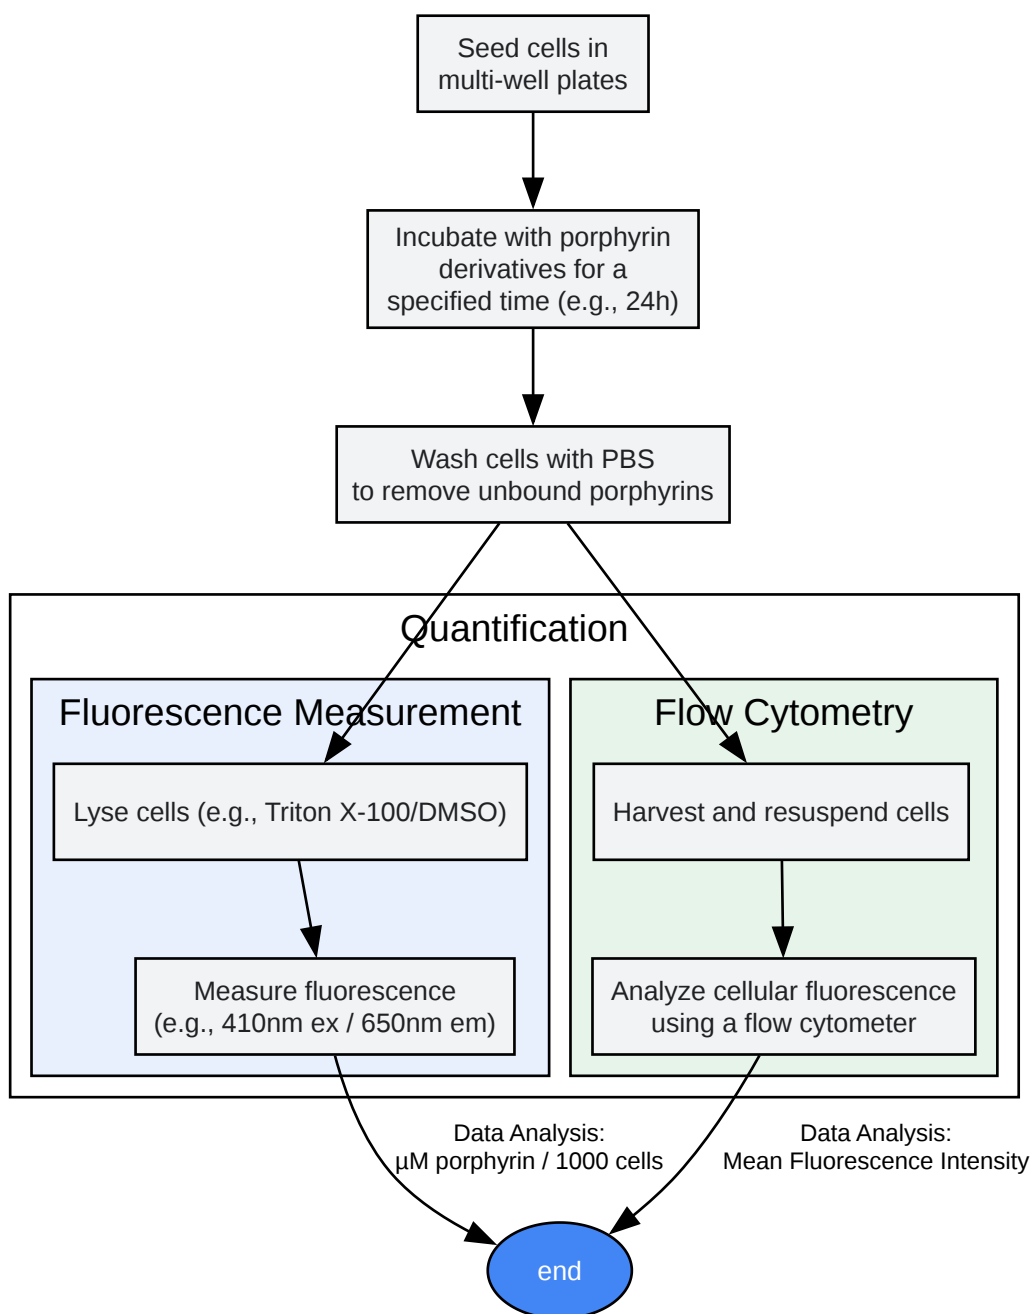 Seed cells in
multi-well plates
Incubate with porphyrin
derivatives for a
specified time (e.g., 24h)
Wash cells with PBS
to remove unbound porphyrins
Quantification
Fluorescence Measurement
Lyse cells (e.g., Triton X-100/DMSO)
Measure fluorescence
(e.g., 410nm ex / 650nm em)
Flow Cytometry
Harvest and resuspend cells
Analyze cellular fluorescence
using a flow cytometer
Data Analysis:
µM porphyrin / 1000 cells
Data Analysis:
Mean Fluorescence Intensity
end